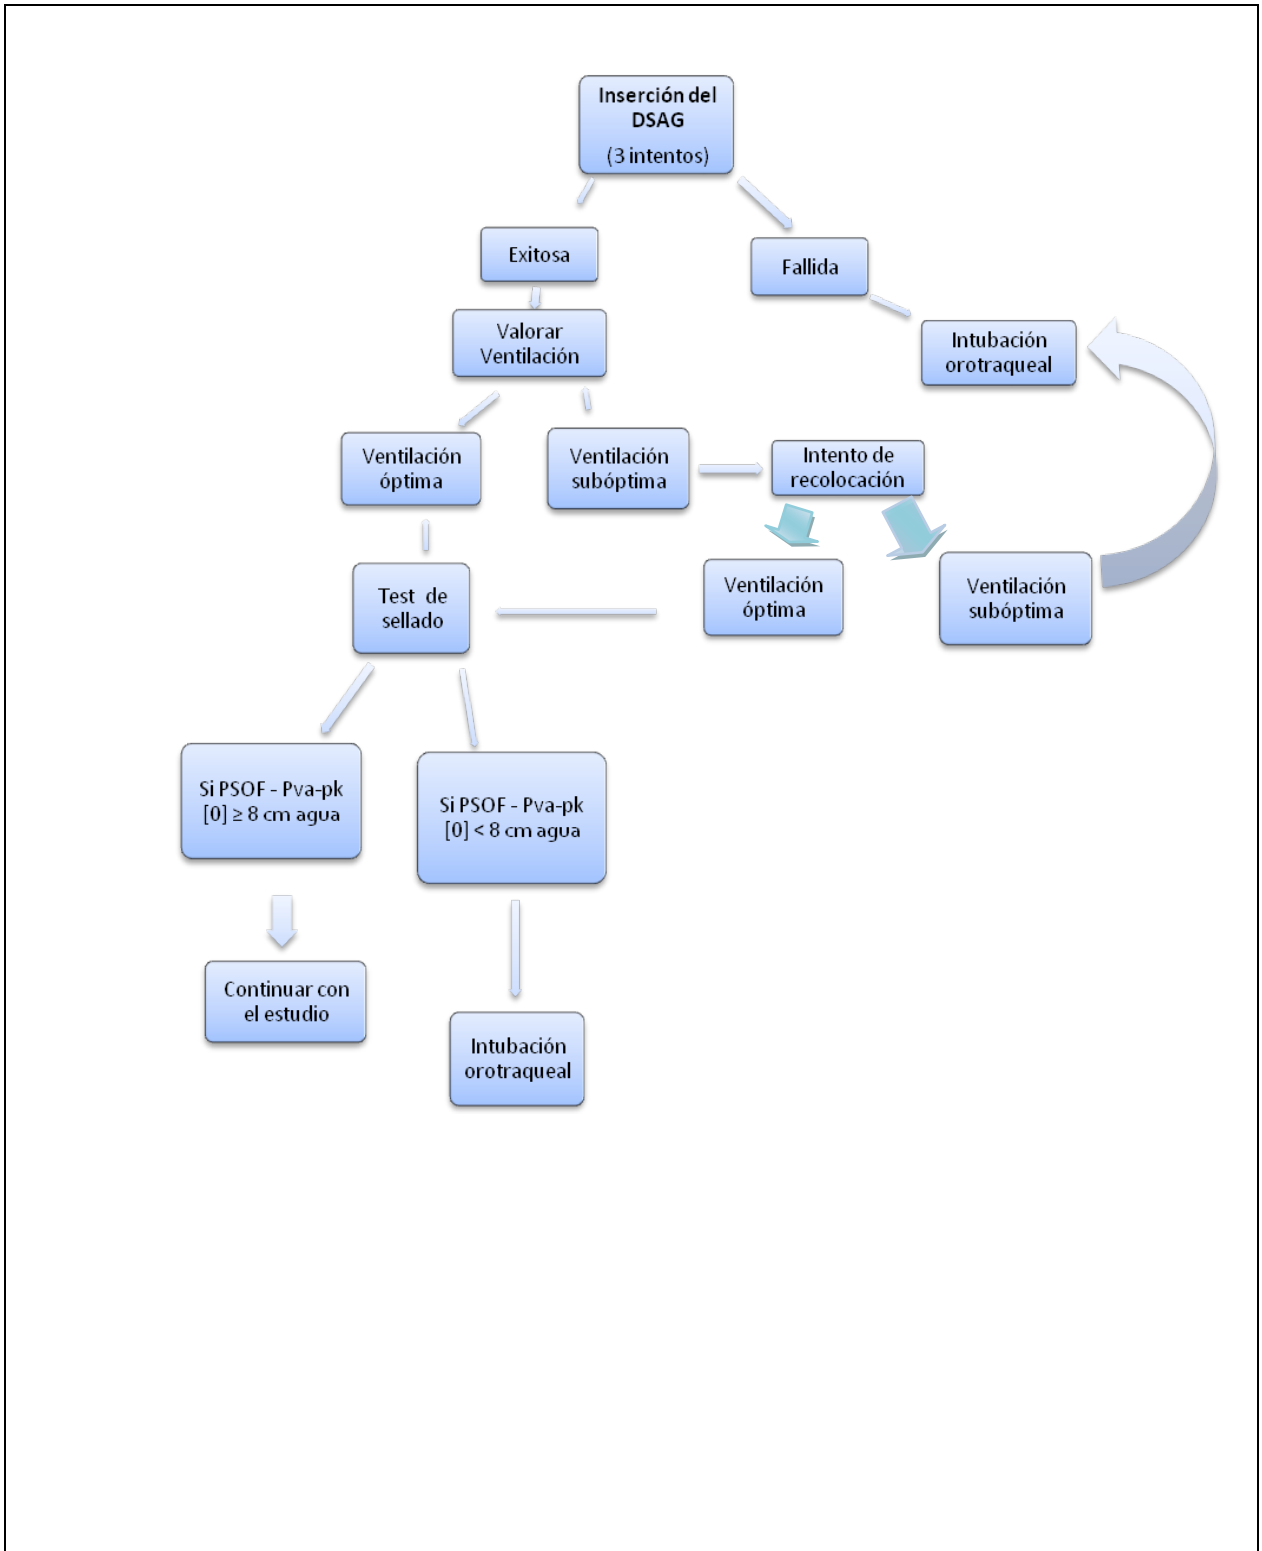 Inserción del
DSAG
(3 intentos)
Exitosa
Fallida
Valorar
Ventilación
Intubación
orotraqueal
Ventilación
óptima
Ventilación
subóptima
Intento de
recolocación
Ventilación
óptima
Ventilación
subóptima
Test de
sellado
Si PSOF - Pva-pk
[0] ≥ 8 cm agua
Si PSOF - Pva-pk
[0] < 8 cm agua
Continuar con
el estudio
Intubación
orotraqueal